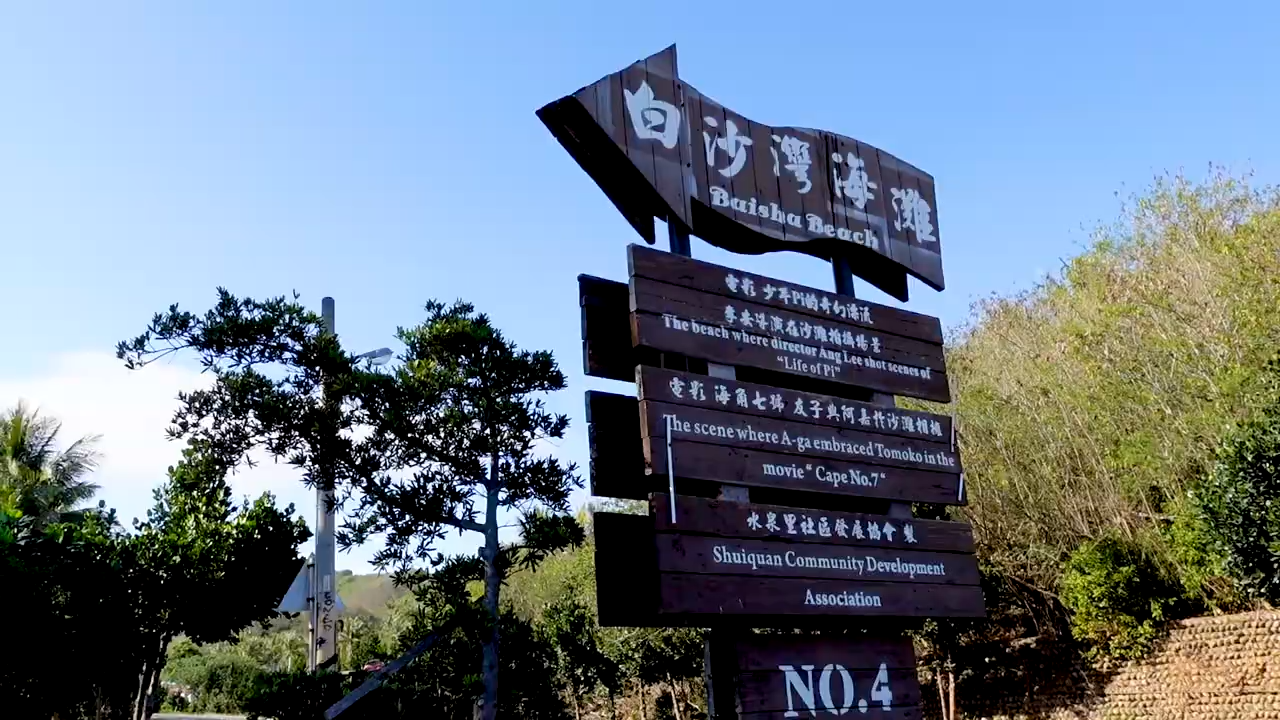 白沙灣海灘
Baisha Beach
電影 少年Pi的奇幻漂流
李安導演在沙灘拍攝場景
The beach where director Ang Lee shot scenes of
“Life of Pi”
電影 海角七號 友子與阿嘉於沙灘相擁
The scene where A-ga embraced Tomoko in the
movie “ Cape No.7“
水泉里社區發展協會 製
Shuiquan Community Development
Association
NO.4